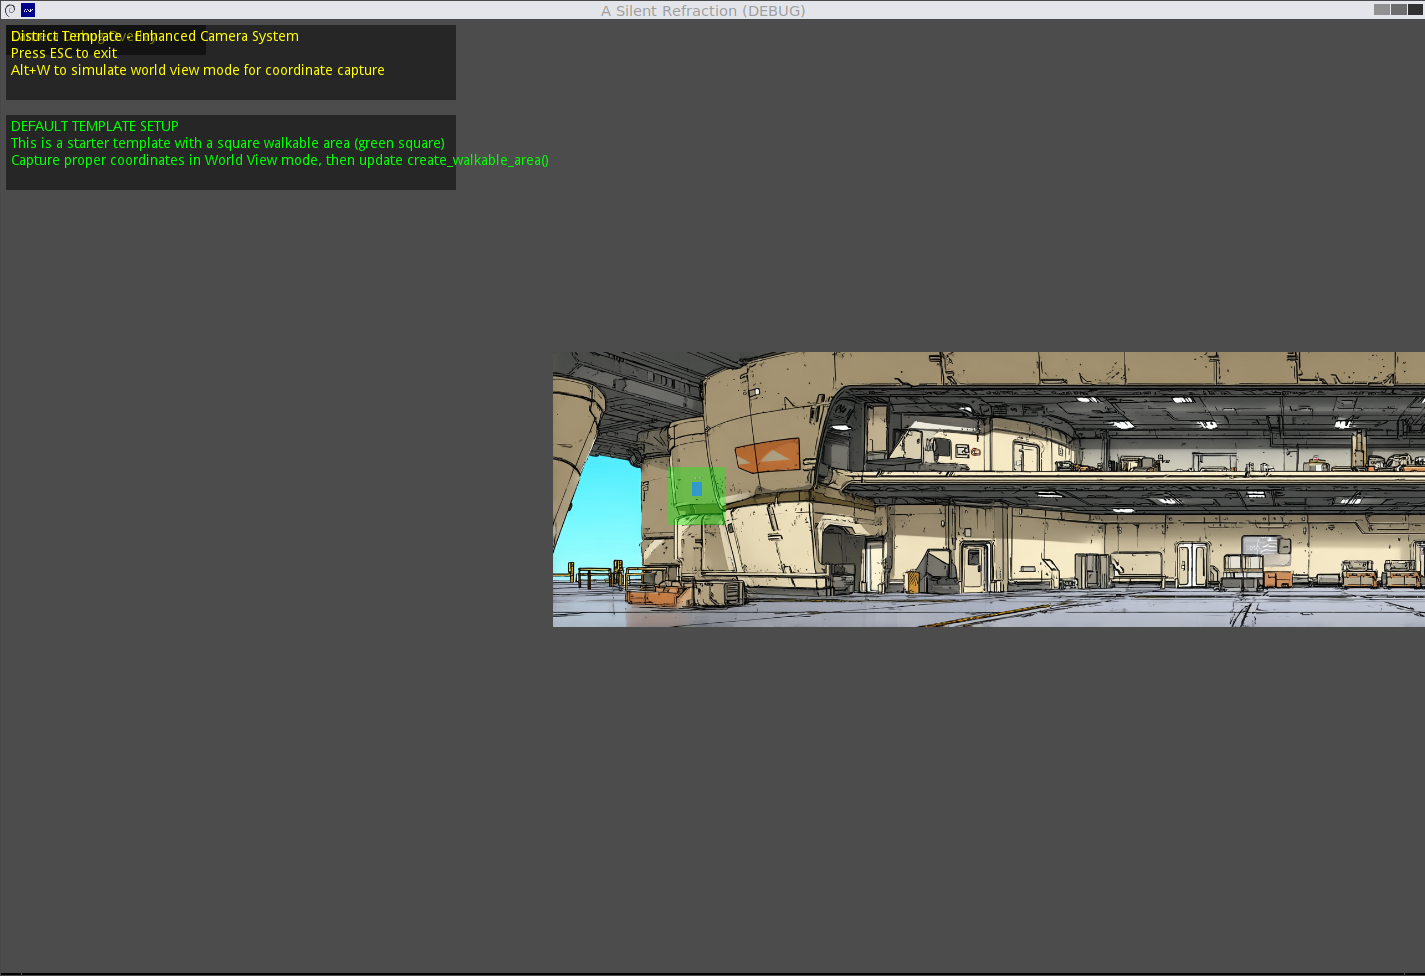 A Silent Refraction (DEBUG)
District Template - Enhanced Camera System
Press ESC to exit
Alt+W to simulate world view mode for coordinate capture
DEFAULT TEMPLATE SETUP
This is a starter template with a square walkable area (green square)
Capture proper coordinates in World View mode, then update create_walkable_area()